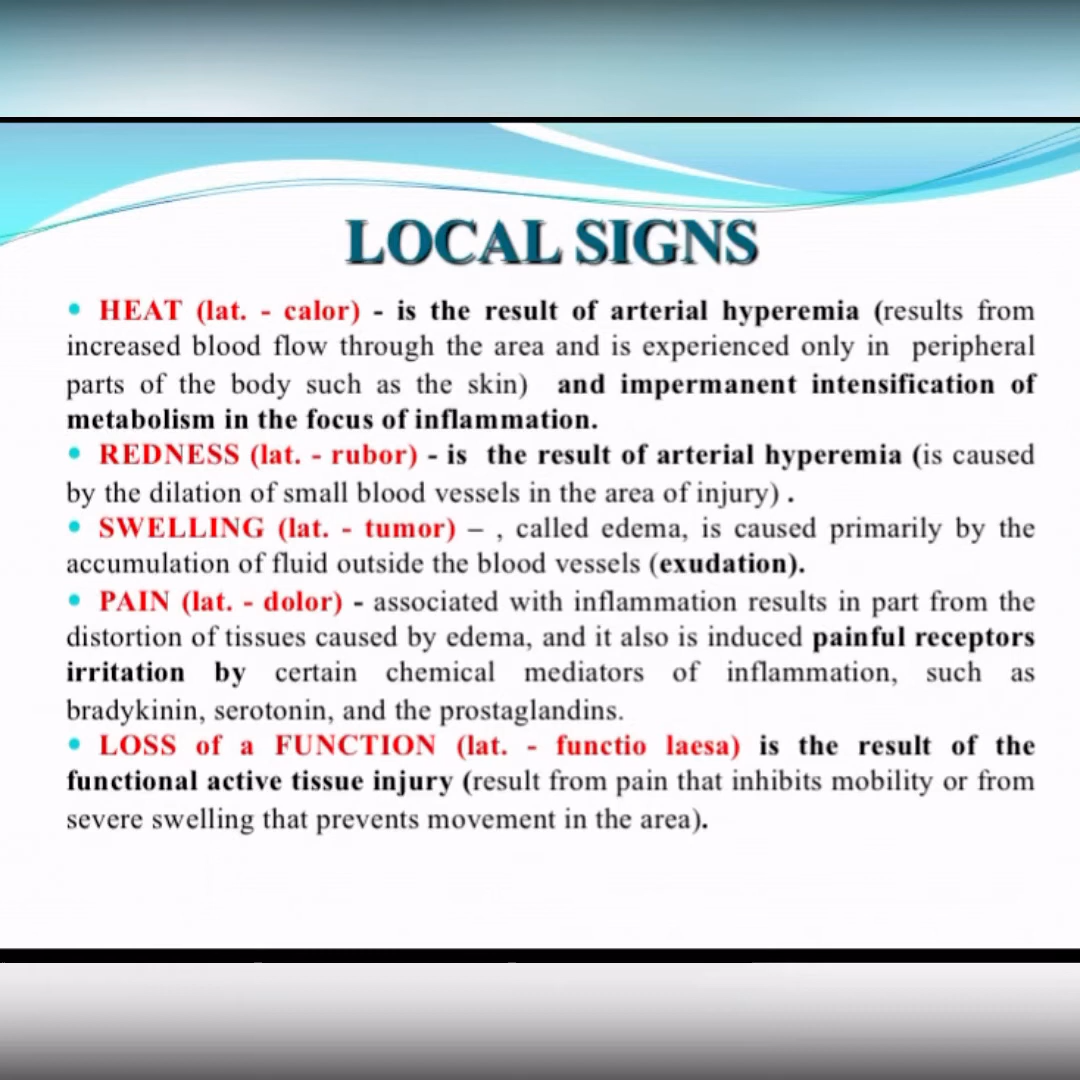 LOCAL SIGNS
• HEAT (lat. - calor) - is the result of arterial hyperemia (results from
increased blood flow through the area and is experienced only in peripheral
parts of the body such as the skin) and impermanent intensification of
metabolism in the focus of inflammation.
• REDNESS (lat. - rubor) - is the result of arterial hyperemia (is caused
by the dilation of small blood vessels in the area of injury) .
• SWELLING (lat. - tumor) – , called edema, is caused primarily by the
accumulation of fluid outside the blood vessels (exudation).
• PAIN (lat. - dolor) - associated with inflammation results in part from the
distortion of tissues caused by edema, and it also is induced painful receptors
irritation by certain chemical mediators of inflammation, such as
bradykinin, serotonin, and the prostaglandins.
• LOSS of a FUNCTION (lat. - functio laesa) is the result of the
functional active tissue injury (result from pain that inhibits mobility or from
severe swelling that prevents movement in the area).